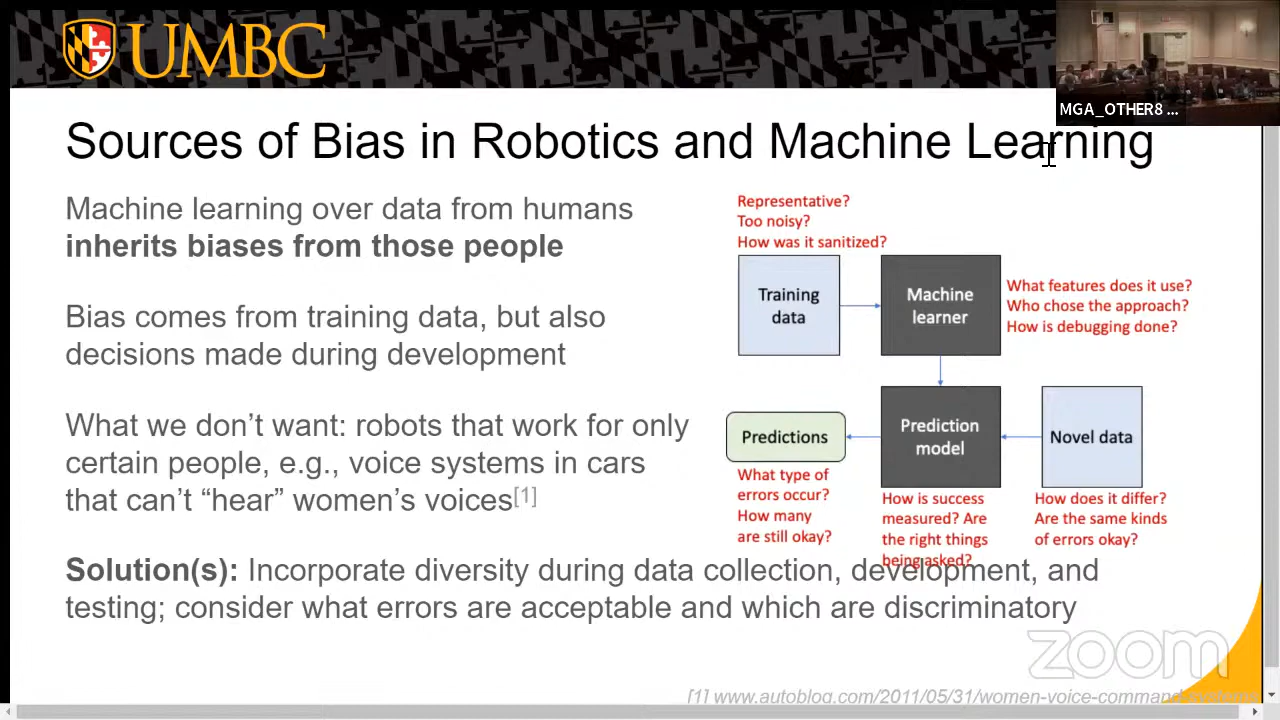 UMBC
MGA_OTHER8 ...
Sources of Bias in Robotics and Machine Learning
Machine learning over data from humans
inherits biases from those people
Bias comes from training data, but also
decisions made during development
What we don't want: robots that work for only
certain people, e.g., voice systems in cars
that can't “hear” women's voices[1]
Representative?
Too noisy?
How was it sanitized?
Training
data
Machine
learner
What features does it use?
Who chose the approach?
How is debugging done?
Predictions
Prediction
model
Novel data
What type of
errors occur?
How many
are still okay?
How is success
measured? Are
the right things
being asked?
How does it differ?
Are the same kinds
of errors okay?
Solution(s): Incorporate diversity during data collection, development, and
testing; consider what errors are acceptable and which are discriminatory
zoom
[1] www.autoblog.com/2011/05/31/women-voice-command-systems